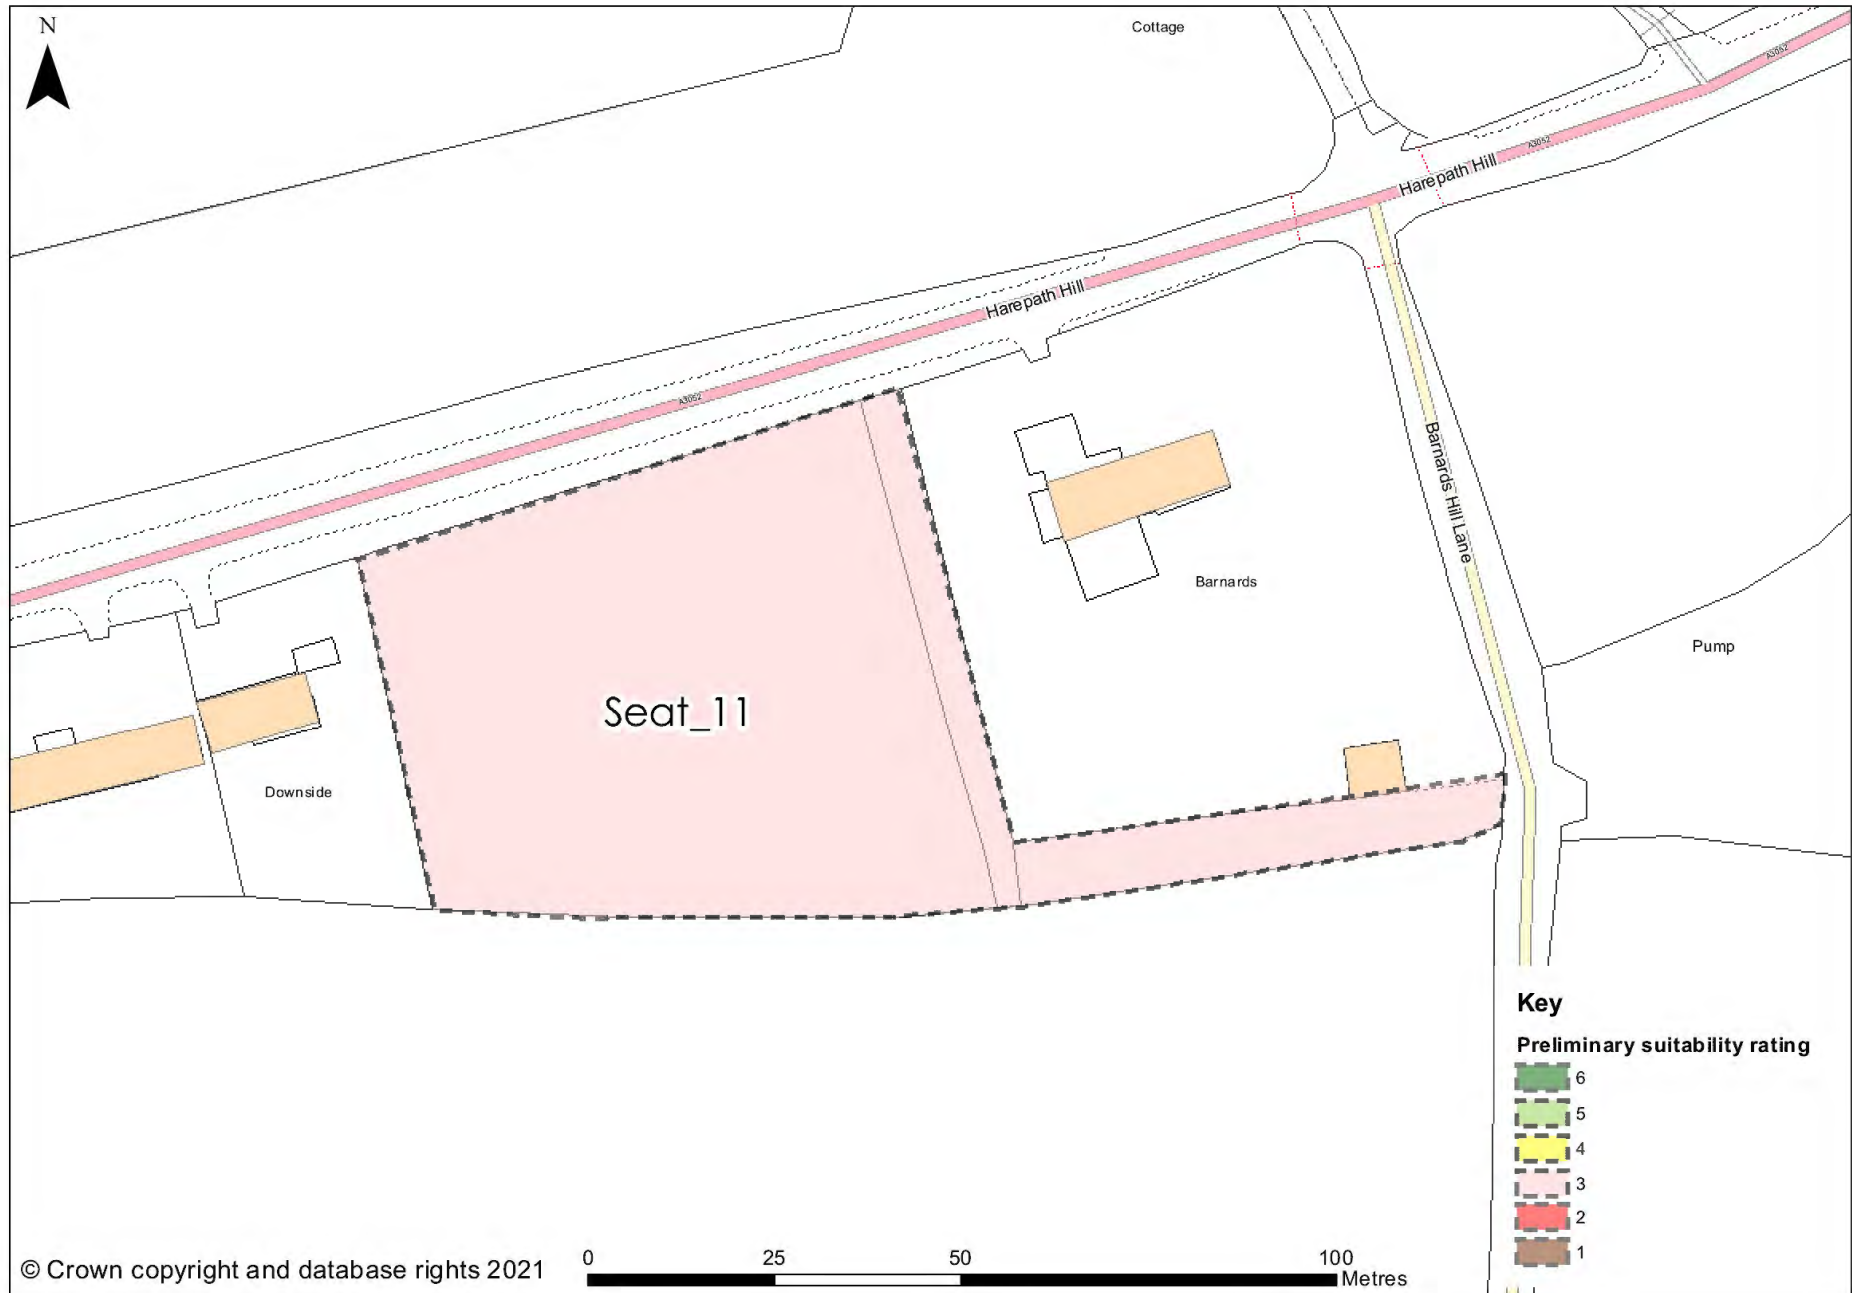 N
Cottage
A3052
A3052
Harepath Hill
Harepath Hill
A3052
Barnards Hill Lane
Barnards
Pump
Seat_11
Downside
Key
Preliminary suitability rating
6
5
4
3
2
1
© Crown copyright and database rights 2021
0 25 50 100
Metres